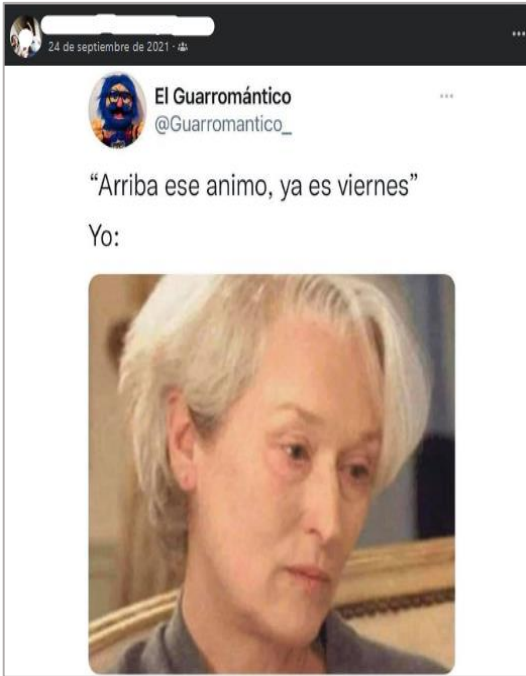 24 de septiembre de 2021 ·
El Guarromántico
@Guarromantico_
“Arriba ese animo, ya es viernes”
Yo: